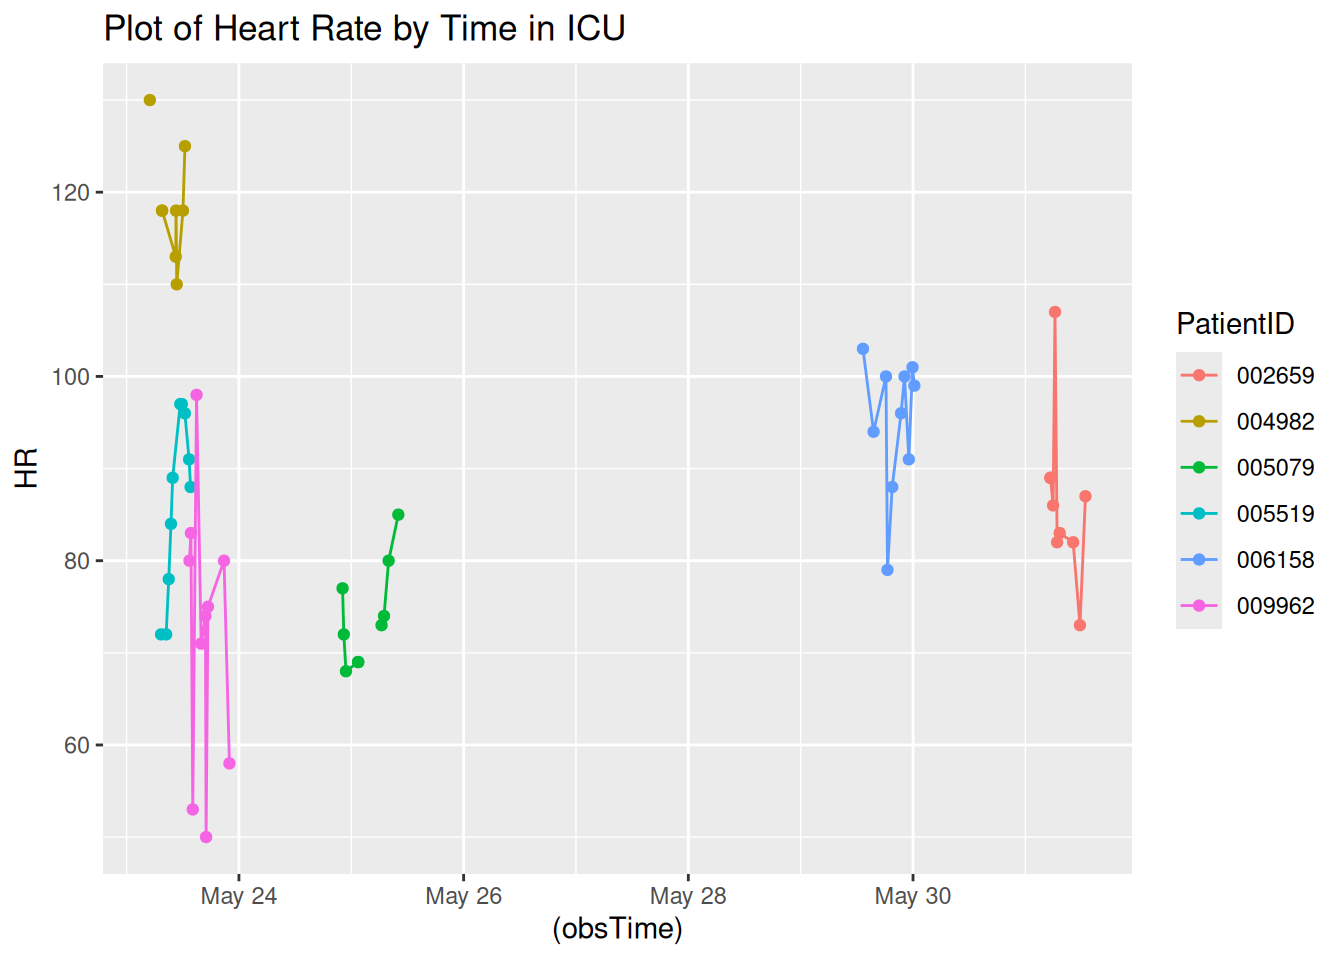 Plot of Heart Rate by Time in ICU
120
100
80
60
HR
May 24
May 26
May 28
May 30
(obsTime)
PatientID
002659
004982
005079
005519
006158
009962